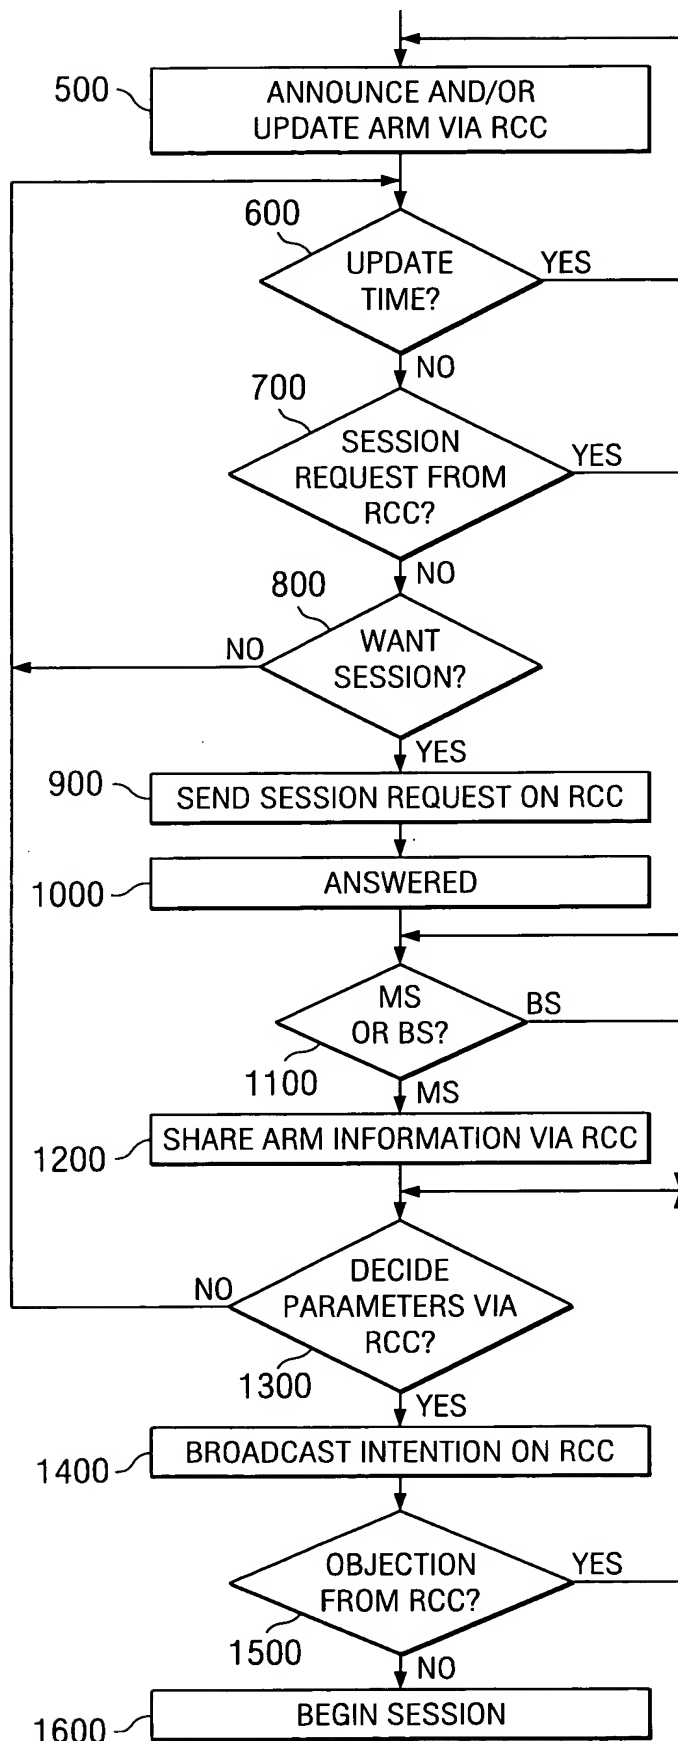 500
ANNOUNCE AND/OR
UPDATE ARM VIA RCC
600
UPDATE
TIME?
YES
NO
700
SESSION
REQUEST FROM
RCC?
YES
NO
800
WANT
SESSION?
NO
YES
900
SEND SESSION REQUEST ON RCC
1000
ANSWERED
MS
OR BS?
BS
1100
MS
1200
SHARE ARM INFORMATION VIA RCC
DECIDE
PARAMETERS VIA
RCC?
NO
1300
YES
1400
BROADCAST INTENTION ON RCC
OBJECTION
FROM RCC?
YES
1500
NO
1600
BEGIN SESSION